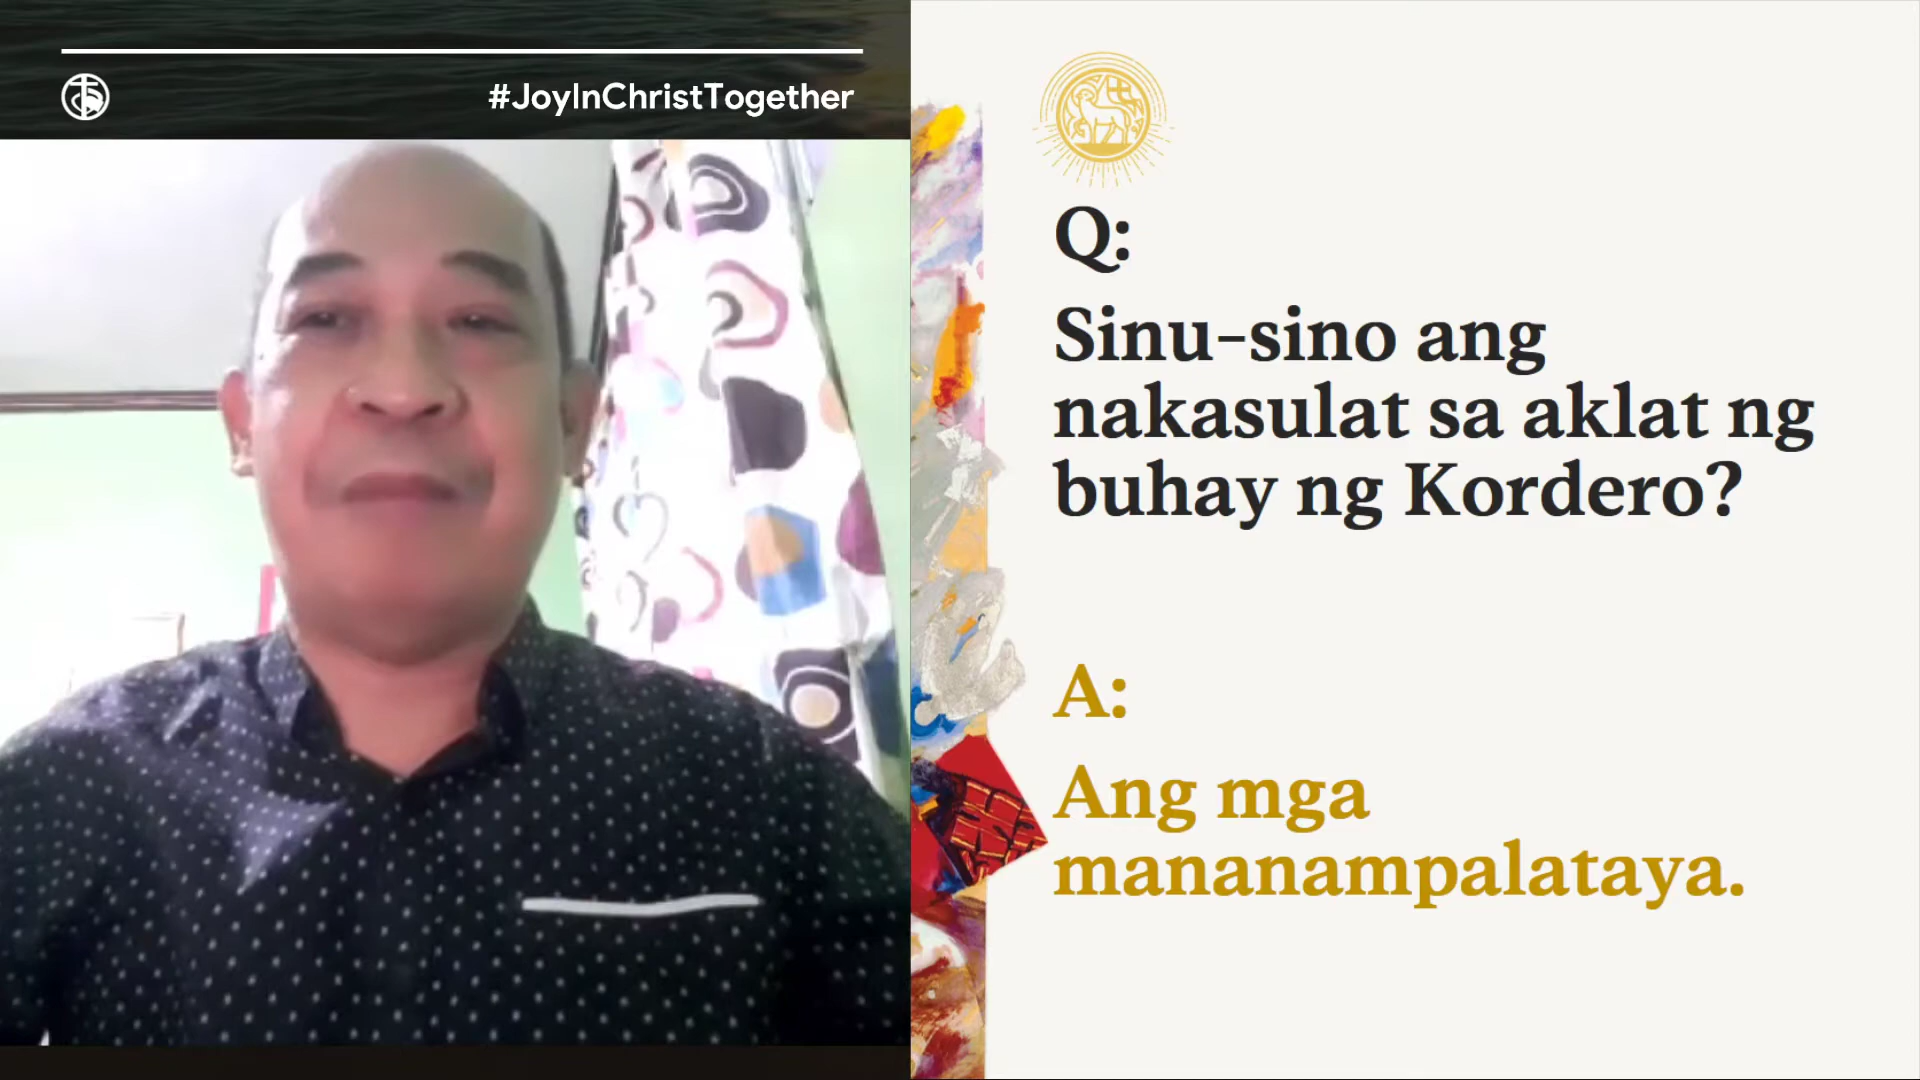 #JoyInChristTogether
Q:
Sinu-sino ang
nakasulat sa aklat ng
buhay ng Kordero?
A:
Ang mga
mananampalataya.